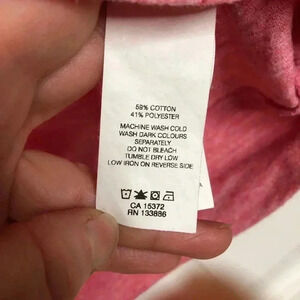 59% COTTON
41% POLYESTER
MACHINE WASH COLD
WASH DARK COLOURS
SEPARATELY
DO NOT BLEACH
TUMBLE DRY LOW
LOW IRON ON REVERSE SIDE
CA 15372
RN 133886